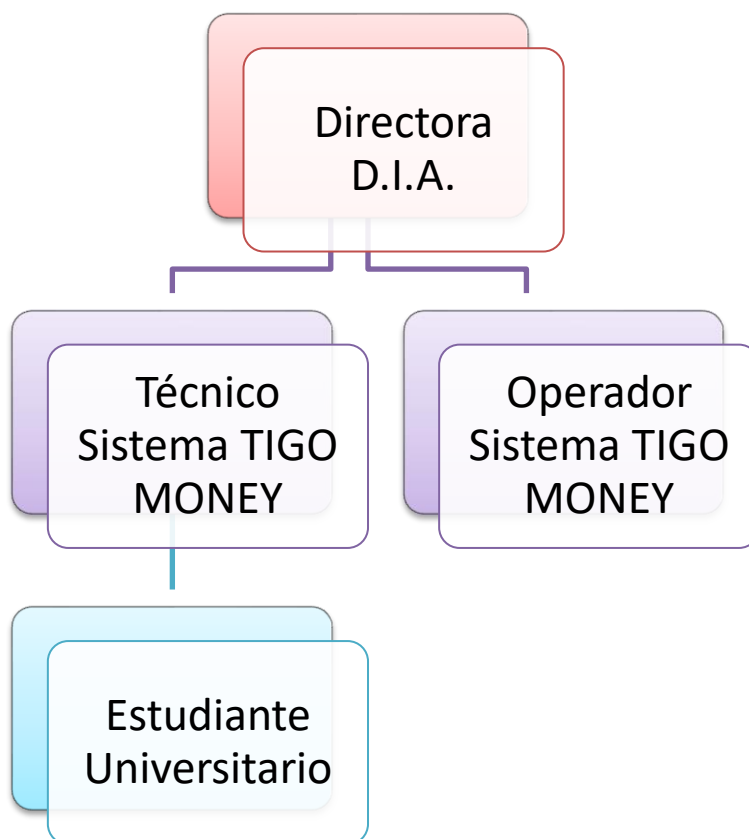 Directora
D.I.A.
Técnico
Sistema TIGO
MONEY
Operador
Sistema TIGO
MONEY
Estudiante
Universitario